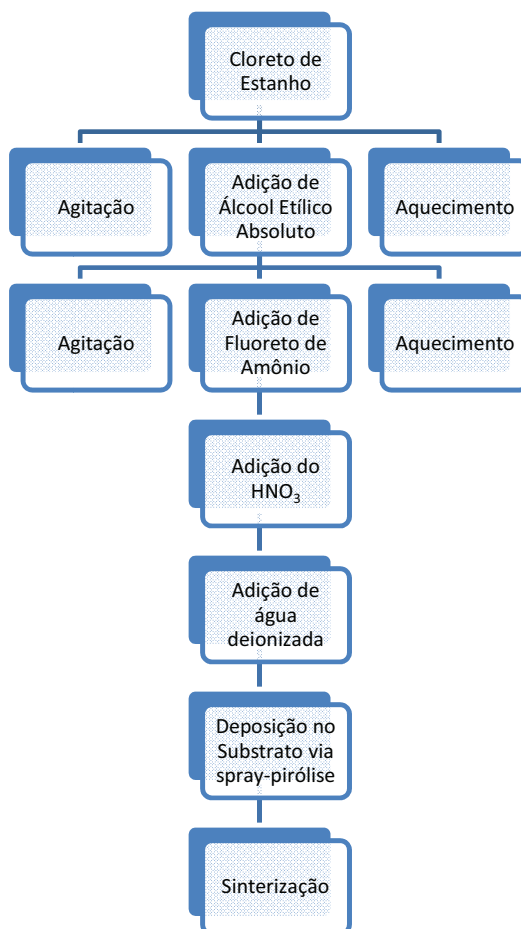 Cloreto de
Estanho
Agitação
Adição de
Álcool Etílico
Absoluto
Aquecimento
Agitação
Adição de
Fluoreto de
Amônio
Aquecimento
Adição do
HNO₃
Adição de
água
deionizada
Deposição no
Substrato via
spray-pirólise
Sinterização